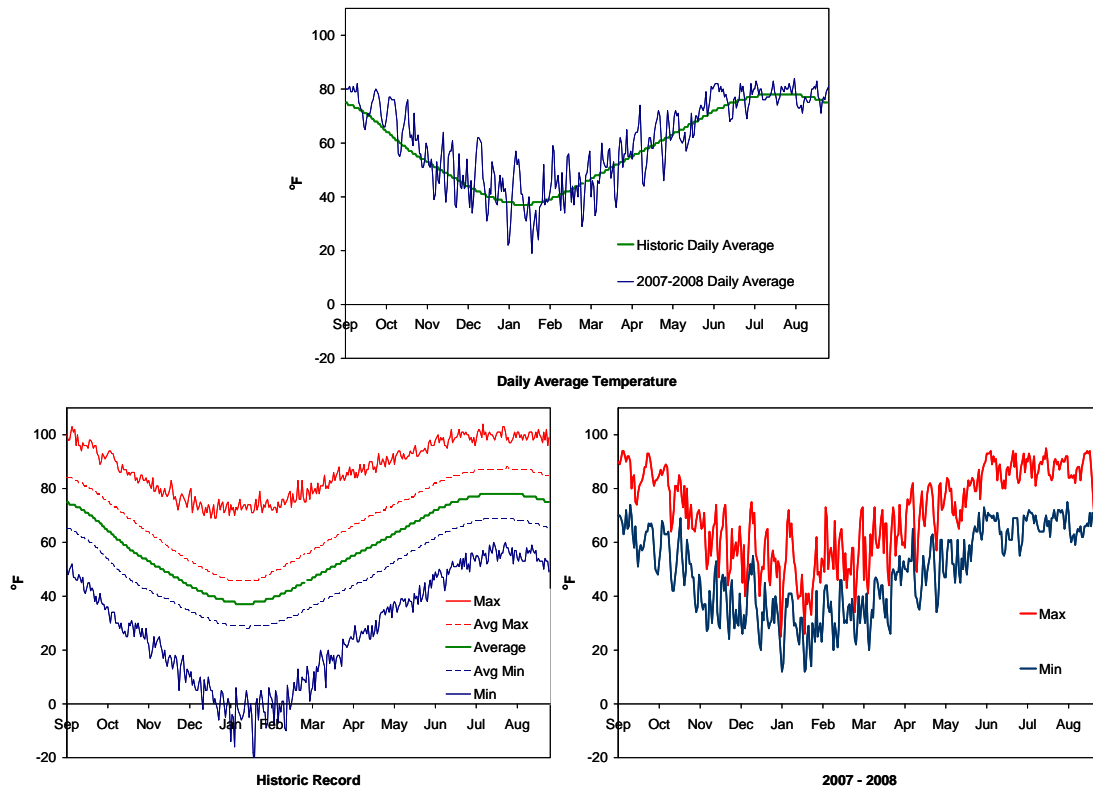 100
80
60
40
20
0
-20
°F
Sep Oct Nov Dec Jan Feb Mar Apr May Jun Jul Aug
Historic Daily Average
2007-2008 Daily Average
Daily Average Temperature
100
80
60
40
20
0
-20
°F
Sep Oct Nov Dec Jan Feb Mar Apr May Jun Jul Aug
Max
Avg Max
Average
Avg Min
Min
Historic Record
100
80
60
40
20
0
-20
°F
Sep Oct Nov Dec Jan Feb Mar Apr May Jun Jul Aug
Max
Min
2007 - 2008